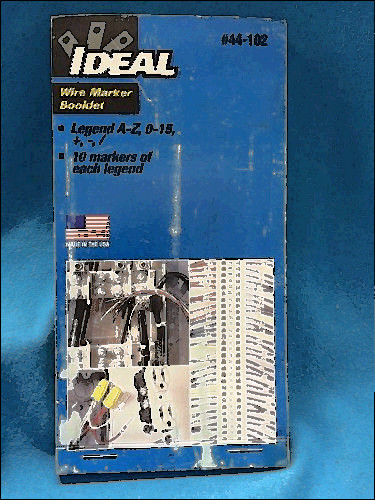 IDEAL
#44-102
Wire Marker
Booklet
• Legend A-Z, 0-15,
+, -, /
• 10 markers of
each legend
MADE IN THE USA